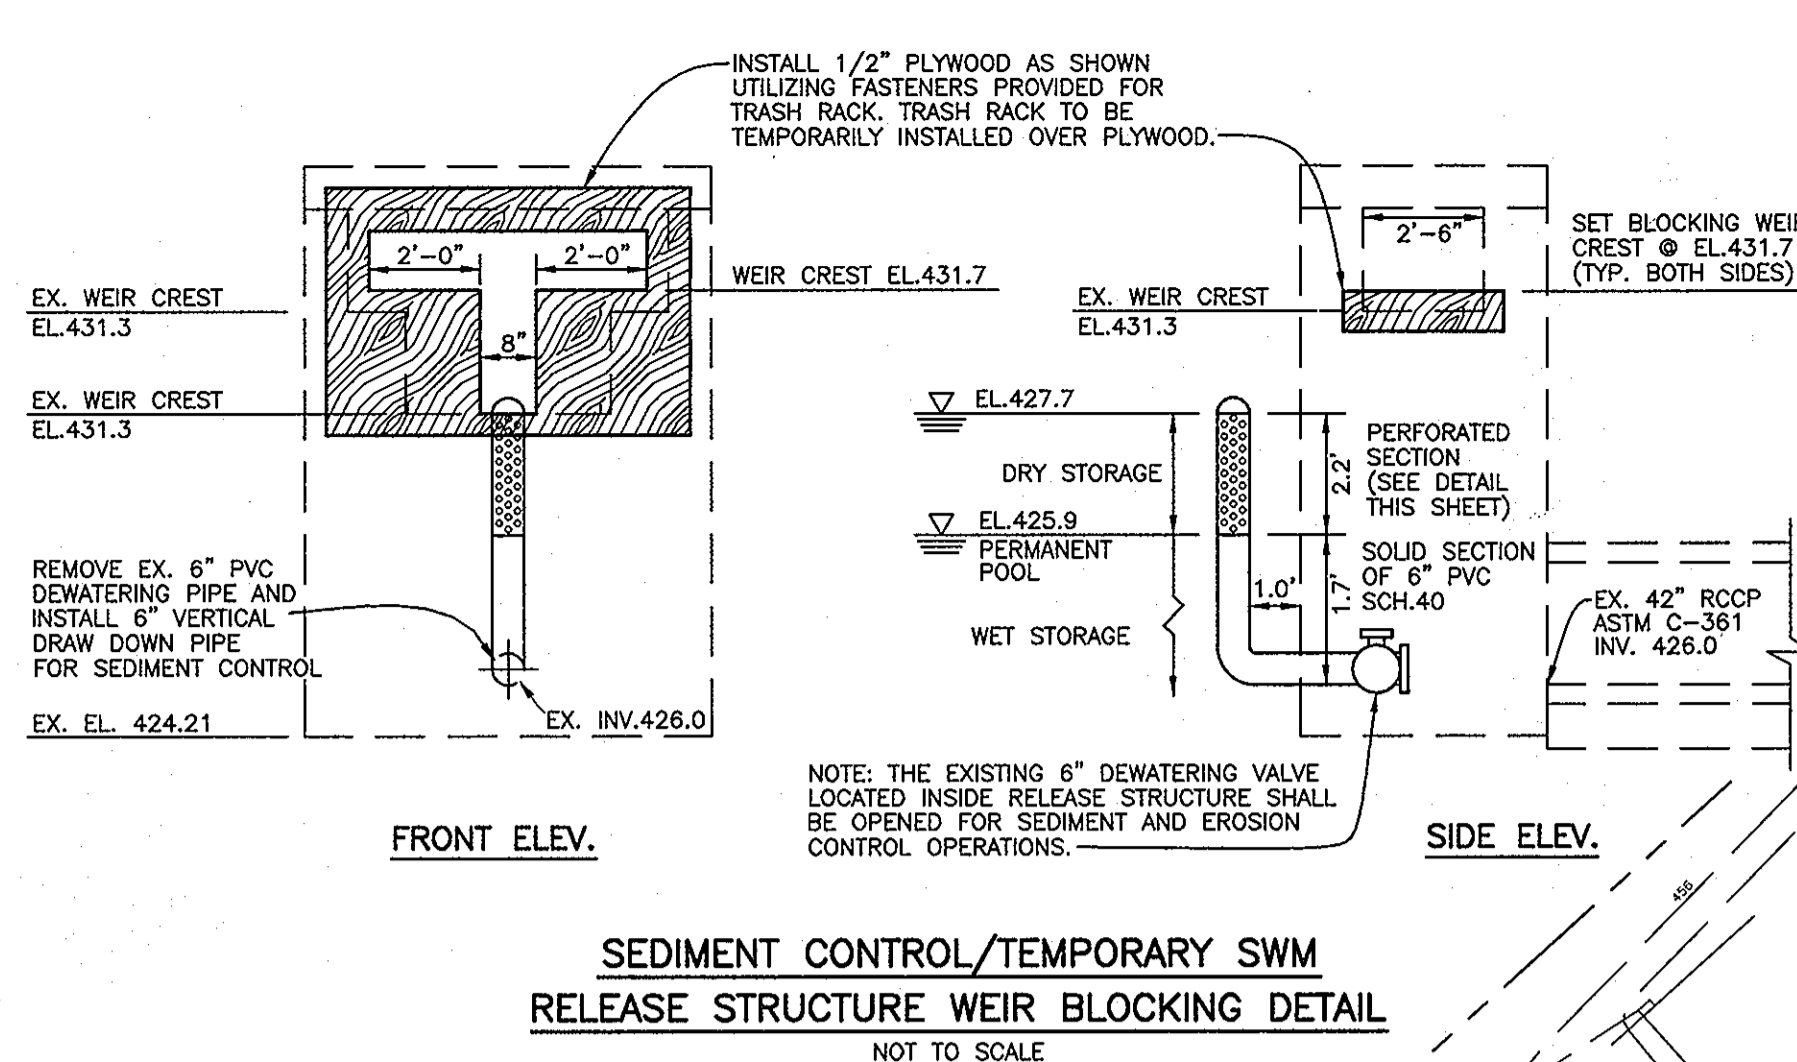 INSTALL 1/2" PLYWOOD AS SHOWN
UTILIZING FASTENERS PROVIDED FOR
TRASH RACK. TRASH RACK TO BE
TEMPORARILY INSTALLED OVER PLYWOOD.
2'-0"
2'-0"
8"
WEIR CREST EL.431.7
EX. WEIR CREST
EL.431.3
EX. WEIR CREST
EL.431.3
REMOVE EX. 6" PVC
DEWATERING PIPE AND
INSTALL 6" VERTICAL
DRAW DOWN PIPE
FOR SEDIMENT CONTROL
EX. EL. 424.21
EX. INV.426.0
FRONT ELEV.
2'-6"
SET BLOCKING WEI
CREST @ EL.431.7
(TYP. BOTH SIDES)
EX. WEIR CREST
EL.431.3
EL.427.7
DRY STORAGE
EL.425.9
PERMANENT
POOL
WET STORAGE
2.2'
PERFORATED
SECTION
(SEE DETAIL
THIS SHEET)
1.0'
1.7'
SOLID SECTION
OF 6" PVC
SCH.40
EX. 42" RCCP
ASTM C-361
INV. 426.0
NOTE: THE EXISTING 6" DEWATERING VALVE
LOCATED INSIDE RELEASE STRUCTURE SHALL
BE OPENED FOR SEDIMENT AND EROSION
CONTROL OPERATIONS.
SIDE ELEV.
456
SEDIMENT CONTROL/TEMPORARY SWM
RELEASE STRUCTURE WEIR BLOCKING DETAIL
NOT TO SCALE